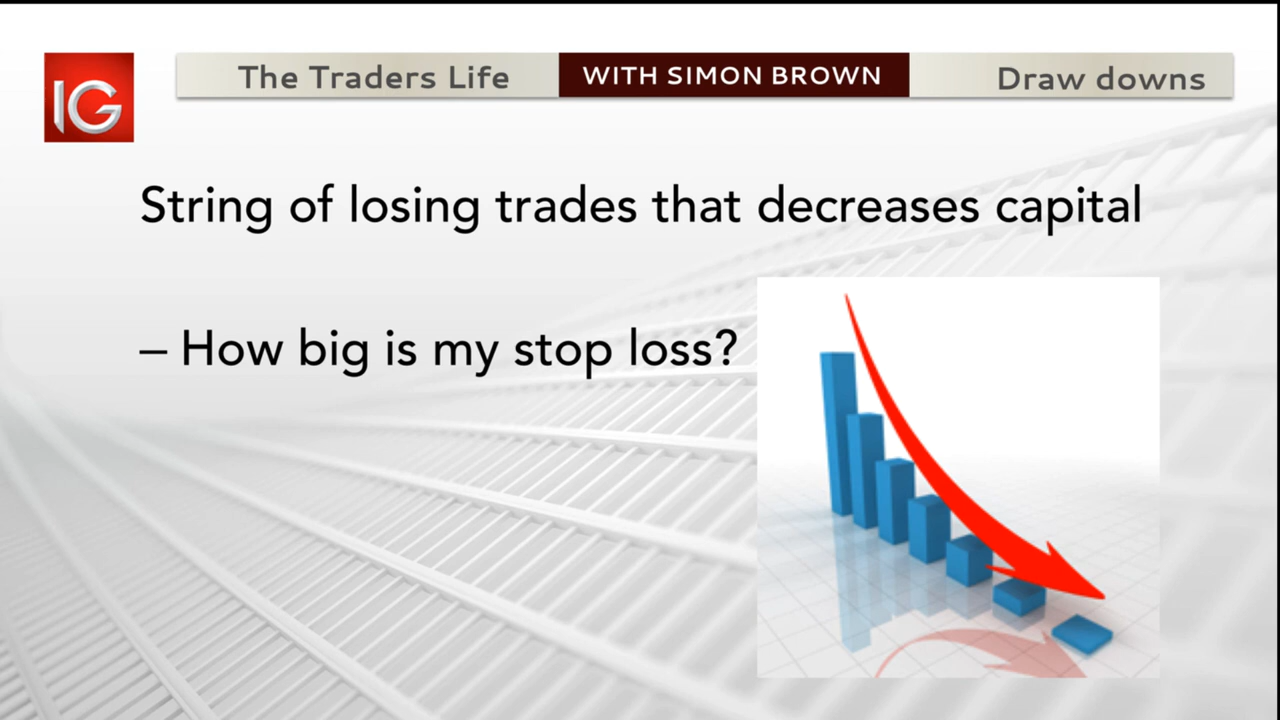 IG
The Traders Life
WITH SIMON BROWN
Draw downs
String of losing trades that decreases capital
– How big is my stop loss?